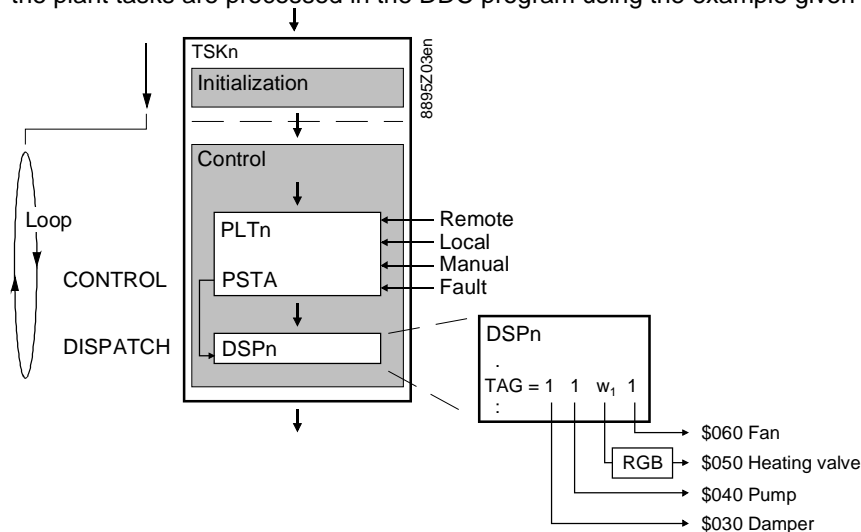 the plant tasks are processed in the DDC program using the example given
TSKn
8895Z03en
Initialization
Control
Loop
PLTn
Remote
Local
Manual
CONTROL
PSTA
Fault
DISPATCH
DSPn
DSPn
.
TAG = 1 1 w1 1
:
$060 Fan
RGB
$050 Heating valve
$040 Pump
$030 Damper